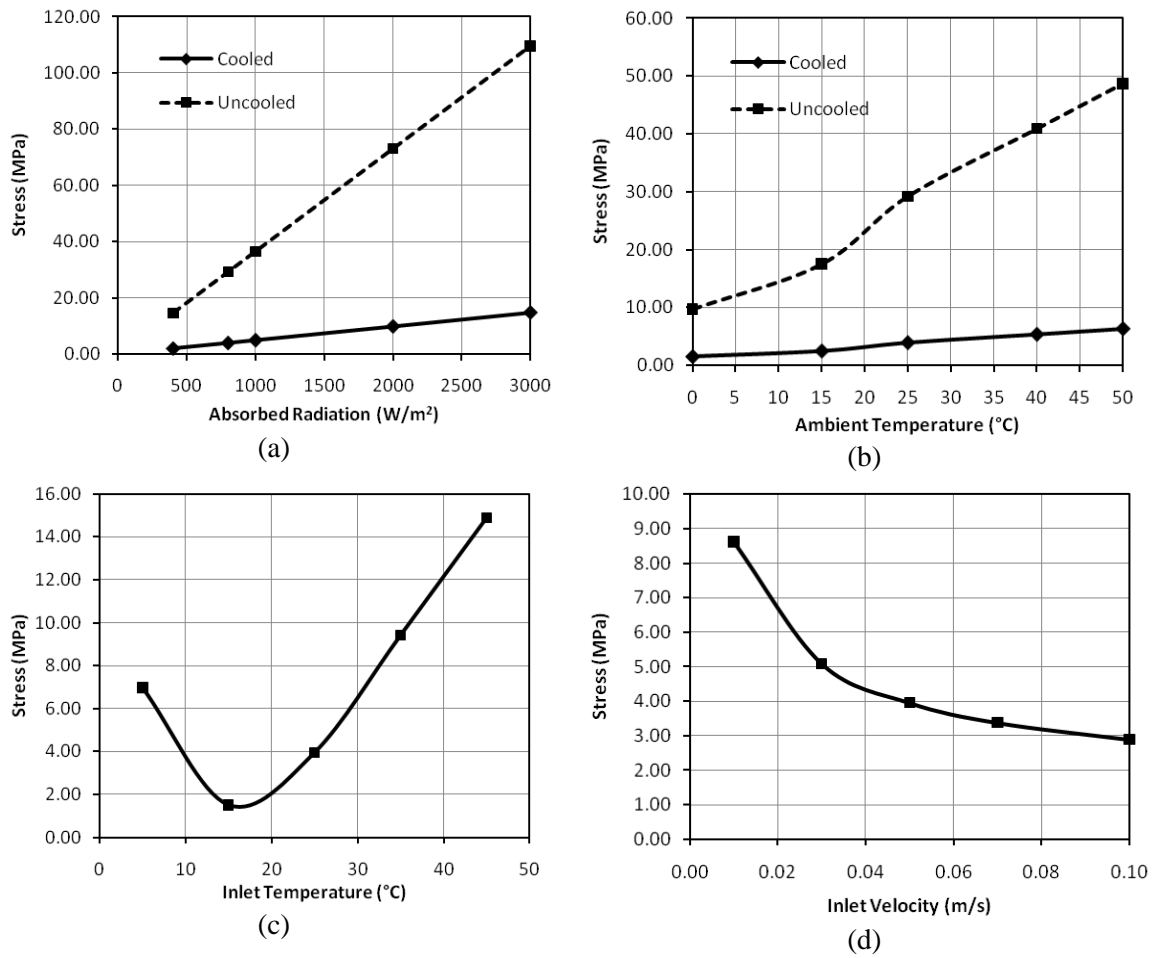 120.00
100.00
80.00
60.00
40.00
20.00
0.00
Stress (MPa)
Cooled
Uncooled
0 500 1000 1500 2000 2500 3000
Absorbed Radiation (W/m²)
(a)
60.00
50.00
40.00
30.00
20.00
10.00
0.00
Stress (MPa)
Cooled
Uncooled
0 5 10 15 20 25 30 35 40 45 50
Ambient Temperature (°C)
(b)
16.00
14.00
12.00
10.00
8.00
6.00
4.00
2.00
0.00
Stress (MPa)
0 10 20 30 40 50
Inlet Temperature (°C)
(c)
10.00
9.00
8.00
7.00
6.00
5.00
4.00
3.00
2.00
1.00
0.00
Stress (MPa)
0.00 0.02 0.04 0.06 0.08 0.10
Inlet Velocity (m/s)
(d)